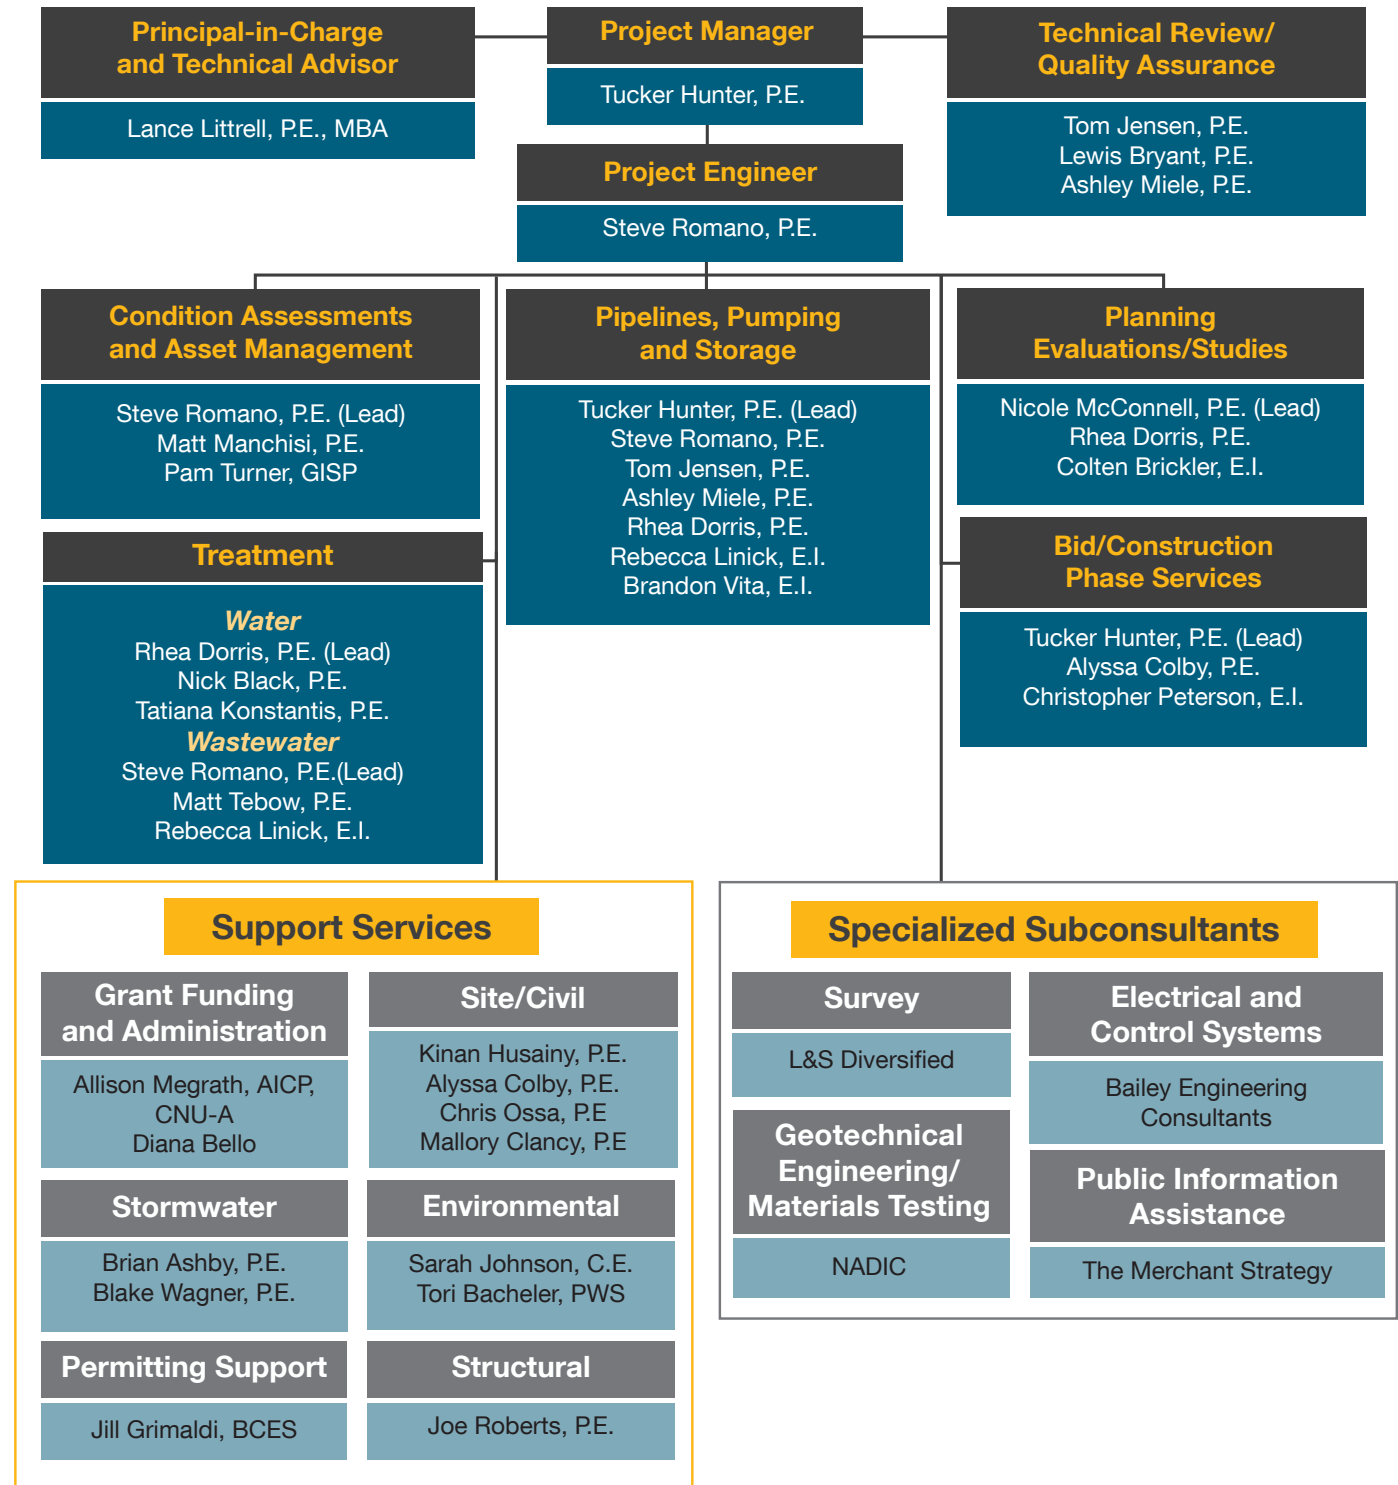 Principal-in-Charge
and Technical Advisor
Lance Littrell, P.E., MBA
Project Manager
Tucker Hunter, P.E.
Technical Review/
Quality Assurance
Tom Jensen, P.E.
Lewis Bryant, P.E.
Ashley Miele, P.E.
Project Engineer
Steve Romano, P.E.
Condition Assessments
and Asset Management
Steve Romano, P.E. (Lead)
Matt Manchisi, P.E.
Pam Turner, GISP
Pipelines, Pumping
and Storage
Tucker Hunter, P.E. (Lead)
Steve Romano, P.E.
Tom Jensen, P.E.
Ashley Miele, P.E.
Rhea Dorris, P.E.
Rebecca Linick, E.I.
Brandon Vita, E.I.
Planning
Evaluations/Studies
Nicole McConnell, P.E. (Lead)
Rhea Dorris, P.E.
Colten Brickler, E.I.
Treatment
Water
Rhea Dorris, P.E. (Lead)
Nick Black, P.E.
Tatiana Konstantis, P.E.
Wastewater
Steve Romano, P.E.(Lead)
Matt Tebow, P.E.
Rebecca Linick, E.I.
Bid/Construction
Phase Services
Tucker Hunter, P.E. (Lead)
Alyssa Colby, P.E.
Christopher Peterson, E.I.
Support Services
Grant Funding
and Administration
Allison Megrath, AICP,
CNU-A
Diana Bello
Site/Civil
Kinan Husainy, P.E.
Alyssa Colby, P.E.
Chris Ossa, P.E
Mallory Clancy, P.E
Stormwater
Brian Ashby, P.E.
Blake Wagner, P.E.
Environmental
Sarah Johnson, C.E.
Tori Bacheler, PWS
Permitting Support
Jill Grimaldi, BCES
Structural
Joe Roberts, P.E.
Specialized Subconsultants
Survey
L&S Diversified
Electrical and
Control Systems
Bailey Engineering
Consultants
Geotechnical
Engineering/
Materials Testing
NADIC
Public Information
Assistance
The Merchant Strategy